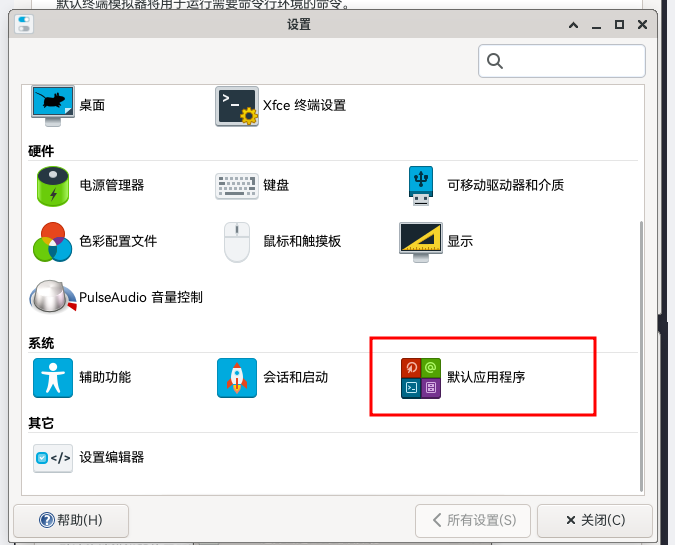 默认终端模拟器将用于运行需要命令行环境的命令。
设置
桌面
Xfce 终端设置
硬件
电源管理器
键盘
可移动驱动器和介质
色彩配置文件
鼠标和触摸板
显示
PulseAudio 音量控制
系统
辅助功能
会话和启动
默认应用程序
其它
设置编辑器
帮助(H)
所有设置(S)
关闭(C)